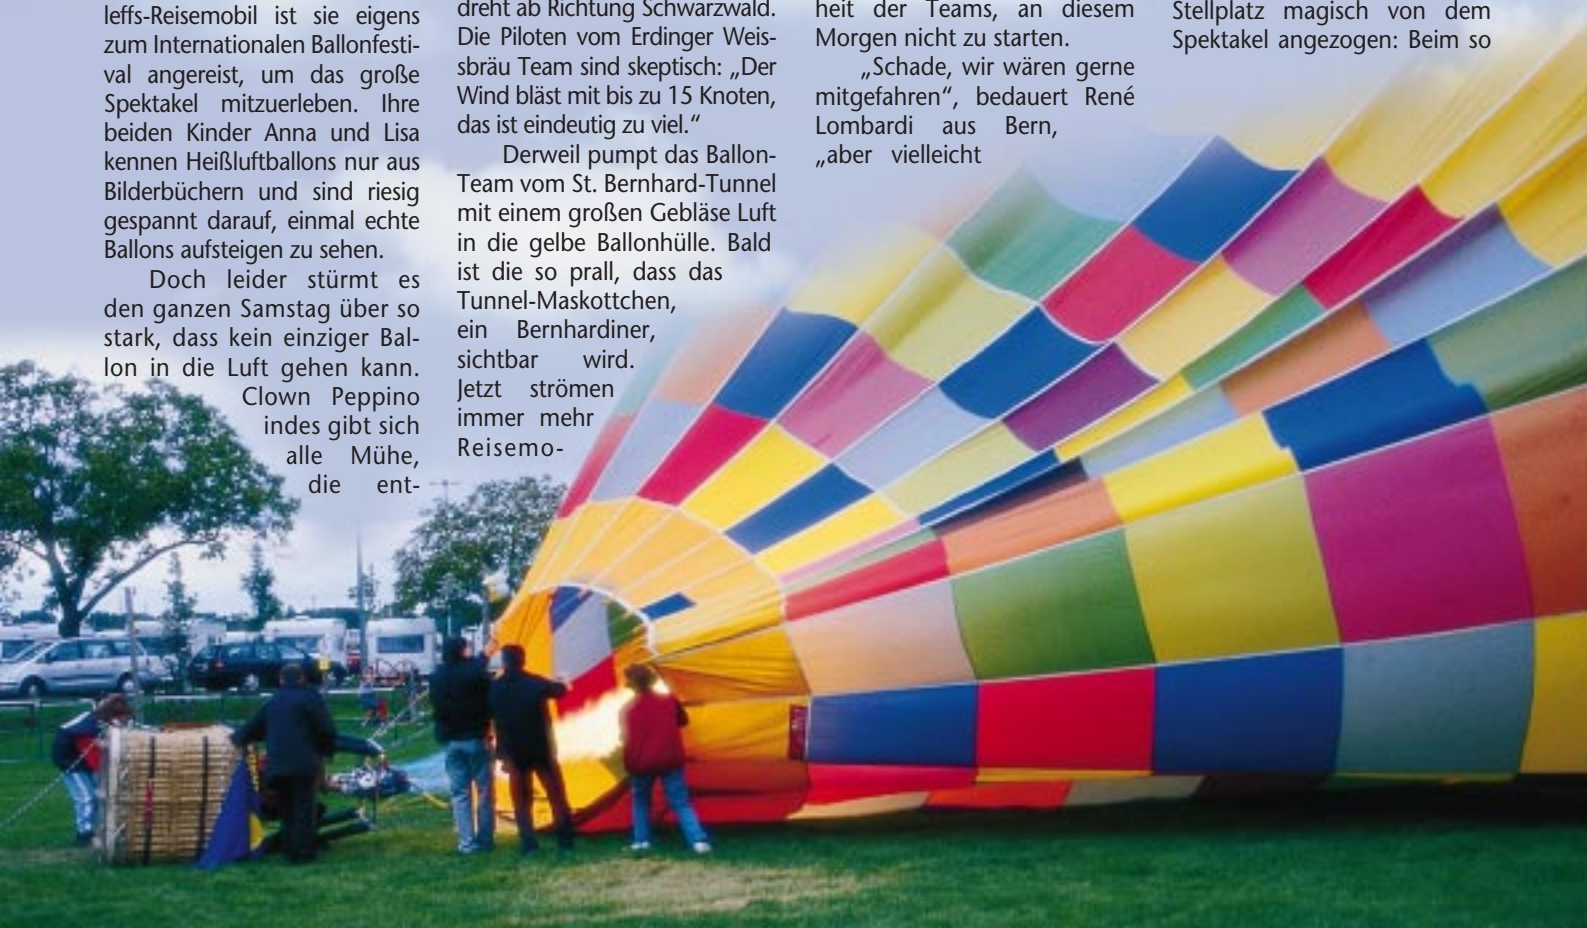 leffs-Reisemobil ist sie eigens
zum Internationalen Ballonfesti-
val angereist, um das große
Spektakel mitzuerleben. Ihre
beiden Kinder Anna und Lisa
kennen Heißluftballons nur aus
Bilderbüchern und sind riesig
gespannt darauf, einmal echte
Ballons aufsteigen zu sehen.
Doch leider stürmt es
den ganzen Samstag über so
stark, dass kein einziger Bal-
lon in die Luft gehen kann.
Clown Peppino
indes gibt sich
alle Mühe,
die ent-
dreht ab Richtung Schwarzwald.
Die Piloten vom Erdinger Weis-
sbräu Team sind skeptisch: „Der
Wind bläst mit bis zu 15 Knoten,
das ist eindeutig zu viel.“
Derweil pumpt das Ballon-
Team vom St. Bernhard-Tunnel
mit einem großen Gebläse Luft
in die gelbe Ballonhülle. Bald
ist die so prall, dass das
Tunnel-Maskottchen,
ein Bernhardiner,
sichtbar wird.
Jetzt strömen
immer mehr
Reisemo-
heit der Teams, an diesem
Morgen nicht zu starten.
„Schade, wir wären gerne
mitgefahren“, bedauert René
Lombardi aus Bern,
„aber vielleicht
Stellplatz magisch von dem
Spektakel angezogen: Beim so